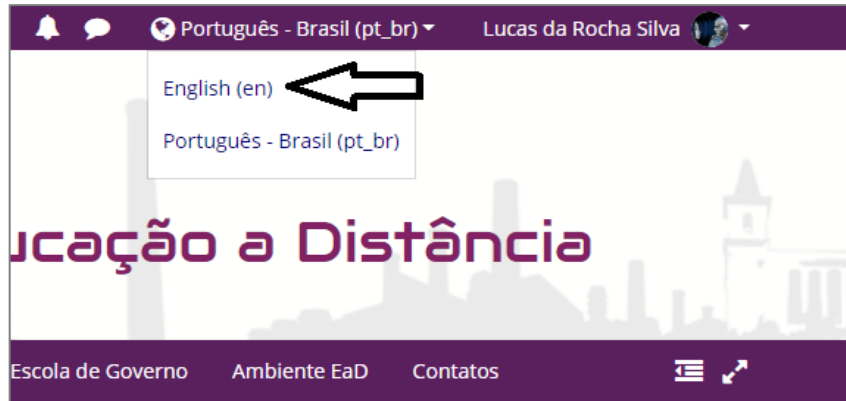 Português - Brasil (pt_br) Lucas da Rocha Silva
English (en)
Português - Brasil (pt_br)
a Distância
Escola de Governo Ambiente EaD Contatos